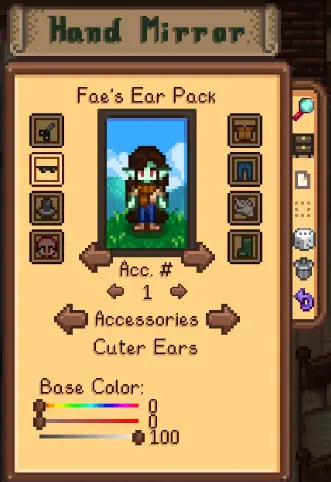 Hand Mirror
Fae's Ear Pack
Acc. #
1
Accessories
Cuter Ears
Base Color:
0
0
100